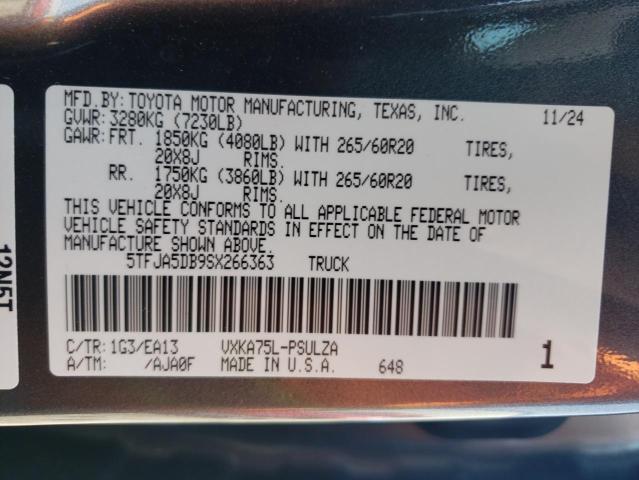 MFD.BY: TOYOTA MOTOR MANUFACTURING, TEXAS, INC. 11/24
GVWR: 3280KG (7230LB)
GAWR: FRT. 1850KG (4080LB) WITH 265/60R20 TIRES,
20X8J RIMS.
RR. 1750KG (3860LB) WITH 265/60R20 TIRES,
20X8J RIMS.
THIS VEHICLE CONFORMS TO ALL APPLICABLE FEDERAL MOTOR
VEHICLE SAFETY STANDARDS IN EFFECT ON THE DATE OF
MANUFACTURE SHOWN ABOVE.
5TFJA5DB9SX266363 TRUCK
C/TR: 1G3/EA13 VXKA75L-PSULZA 1
A/TM: /AJA0F MADE IN U.S.A. 648
12N5T